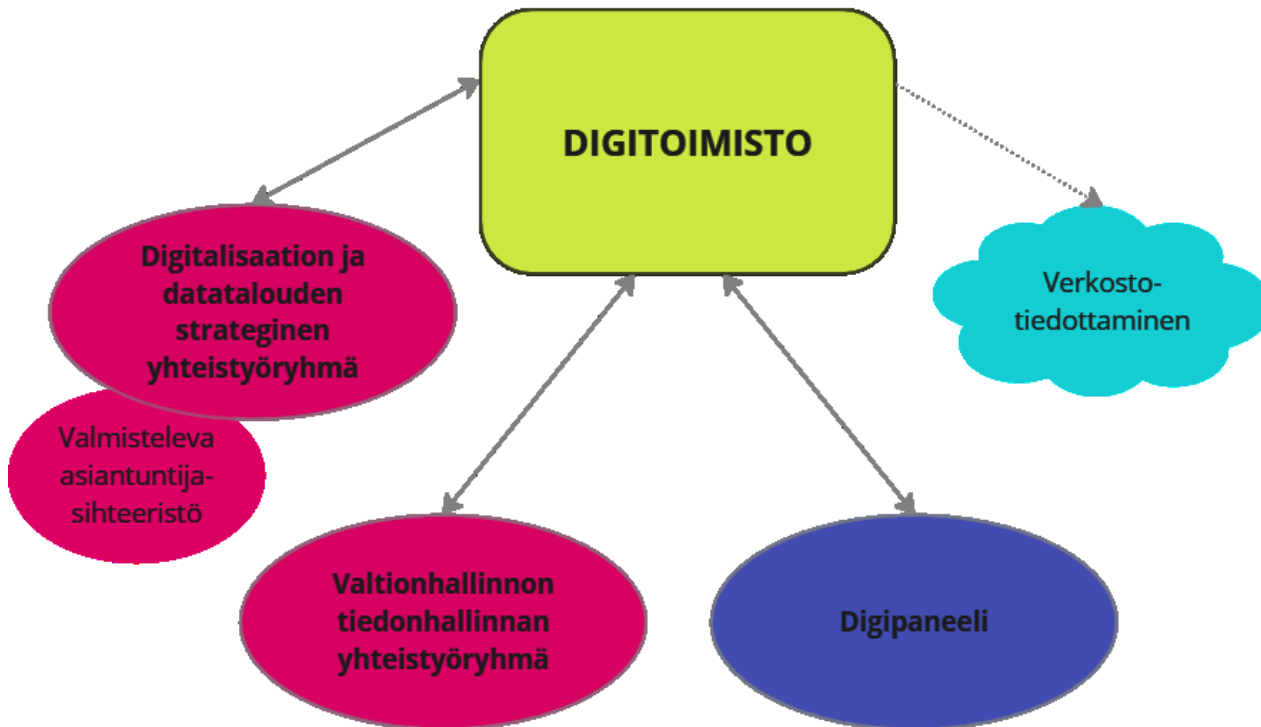 DIGITOIMISTO
Digitalisaation ja
datatalouden
strateginen
yhteistyöryhmä
Verkosto-
tiedottaminen
Valmisteleva
asiantuntija-
sihteeristö
Valtionhallinnon
tiedonhallinnan
yhteistyöryhmä
Digipaneeli